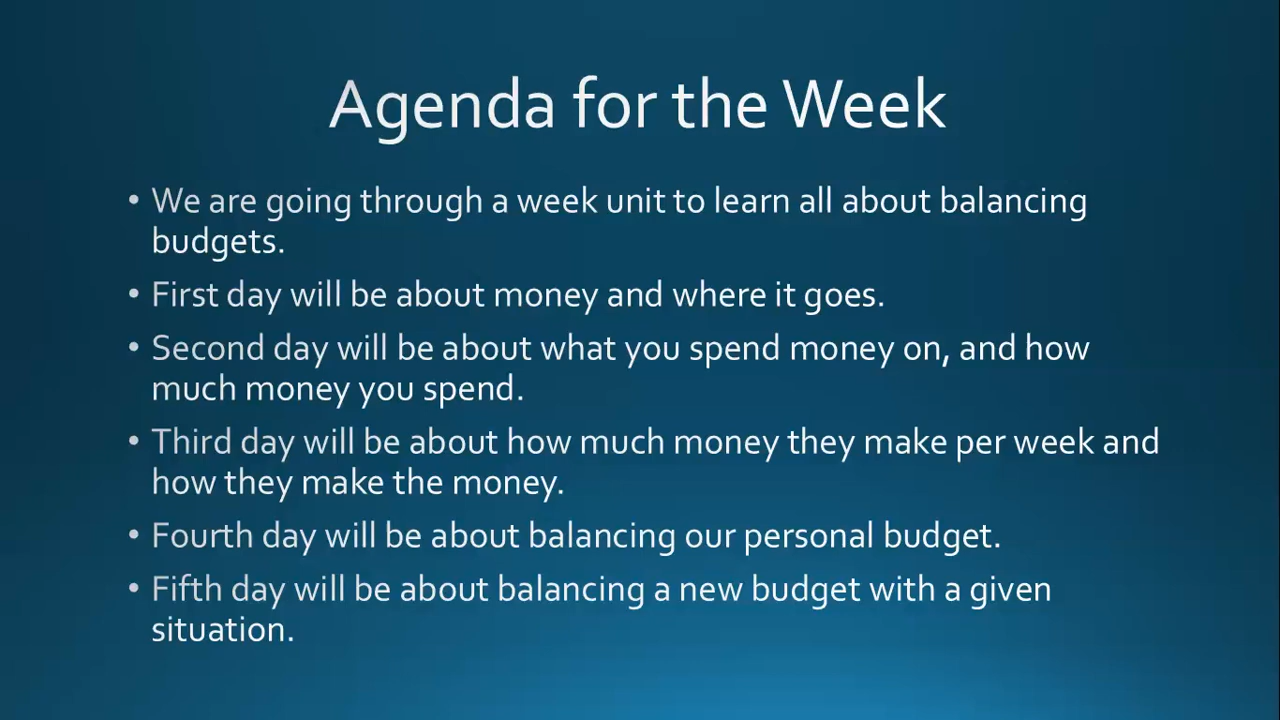 Agenda for the Week
• We are going through a week unit to learn all about balancing
budgets.
• First day will be about money and where it goes.
• Second day will be about what you spend money on, and how
much money you spend.
• Third day will be about how much money they make per week and
how they make the money.
• Fourth day will be about balancing our personal budget.
• Fifth day will be about balancing a new budget with a given
situation.